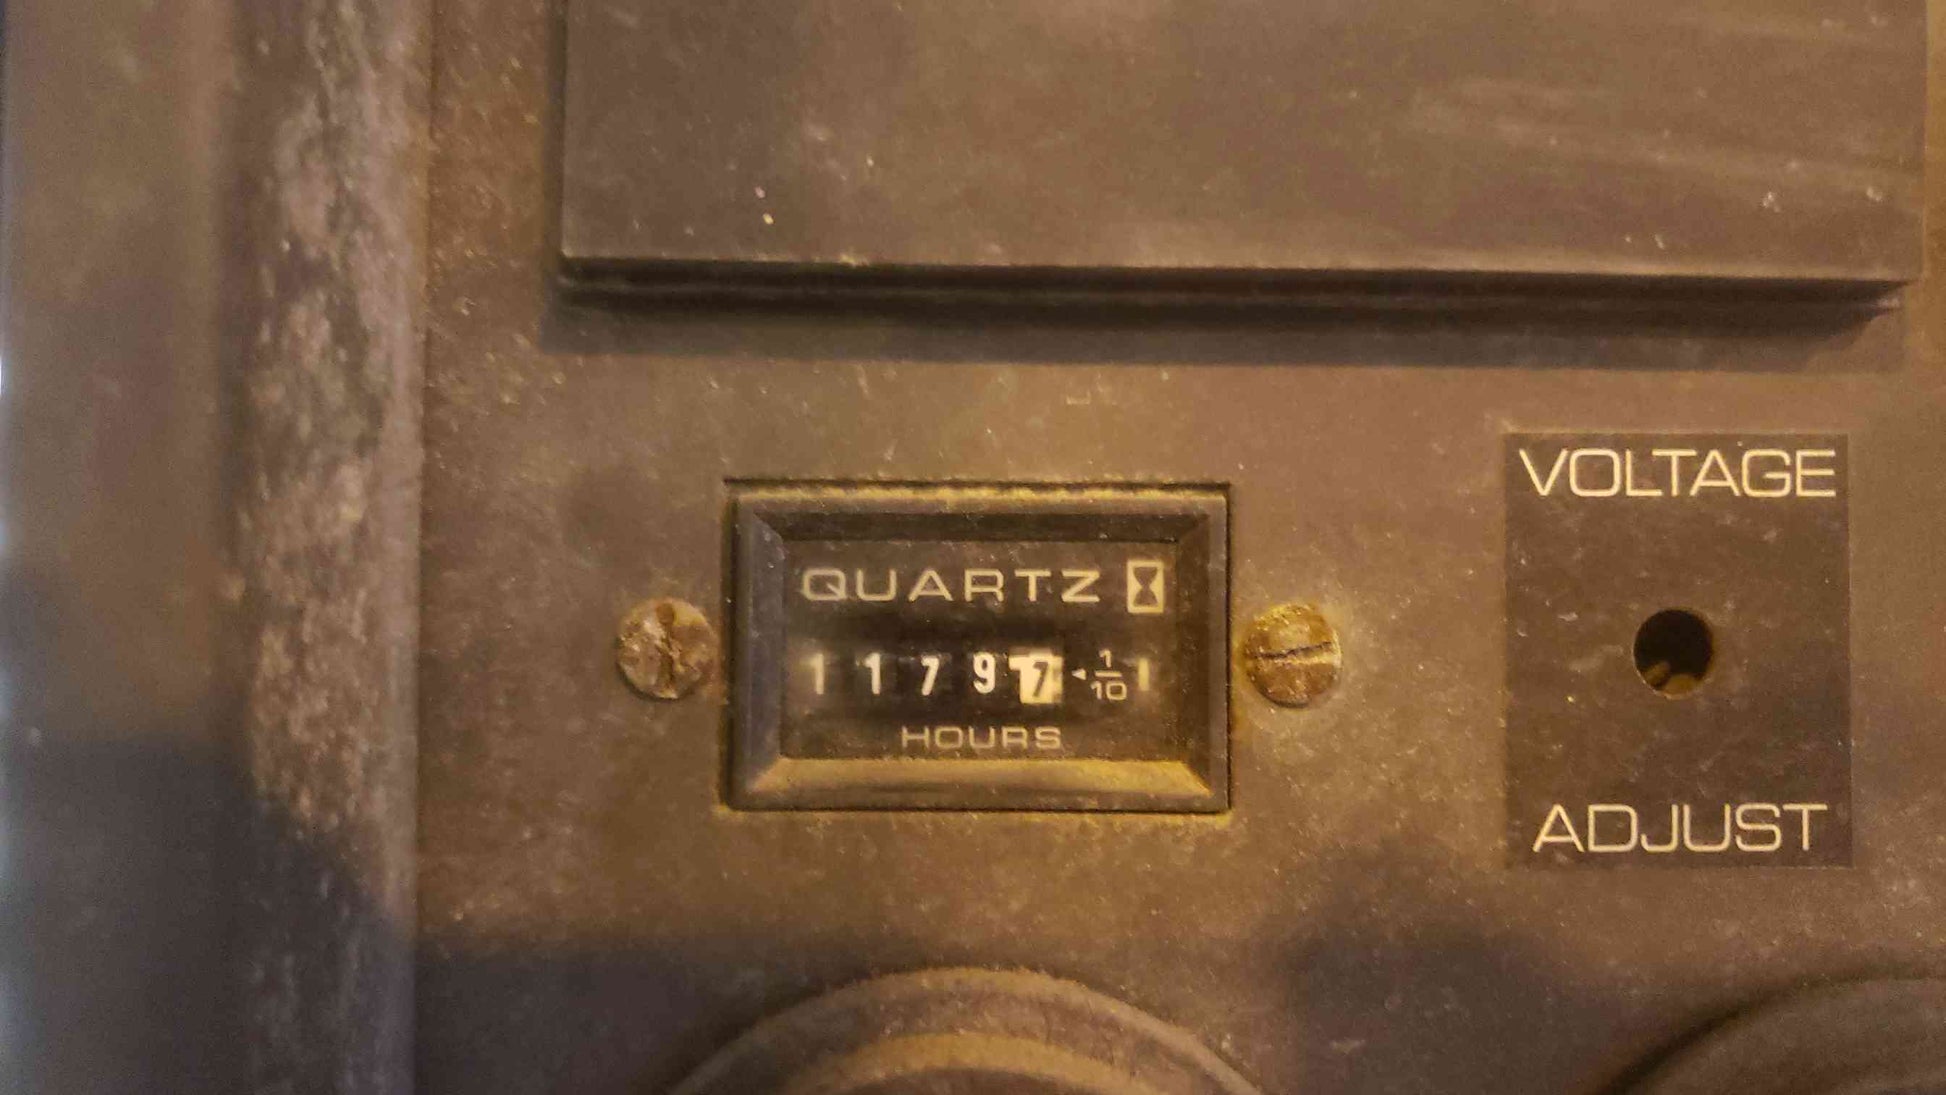 VOLTAGE
QUARTZ
1 1 7 9 7 1/10
HOURS
ADJUST